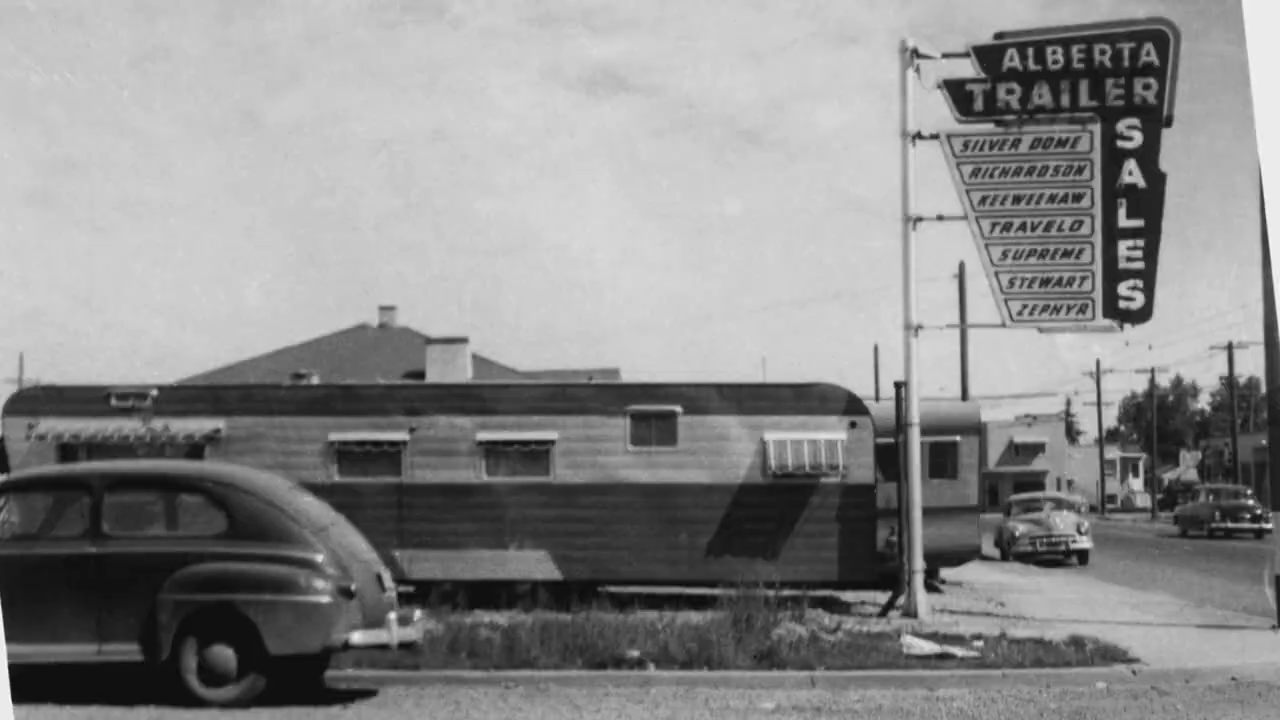 ALBERTA
TRAILER
SALES
SILVER DOME
RICHARDSON
KEEWEENAW
TRAVELO
SUPREME
STEWART
ZEPHYR